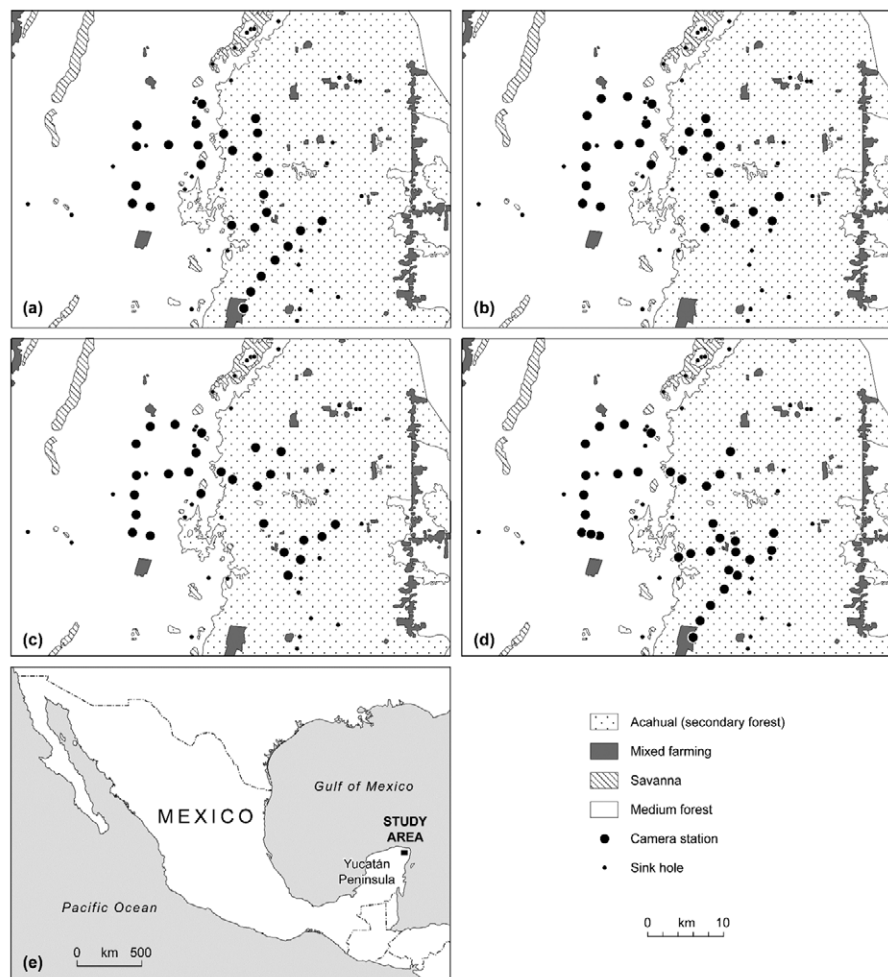 (a)
(b)
(c)
(d)
MEXICO
Gulf of Mexico
STUDY
AREA
Yucatán
Peninsula
Pacific Ocean
0 km 500
(e)
Acahual (secondary forest)
Mixed farming
Savanna
Medium forest
Camera station
Sink hole
km
0 10